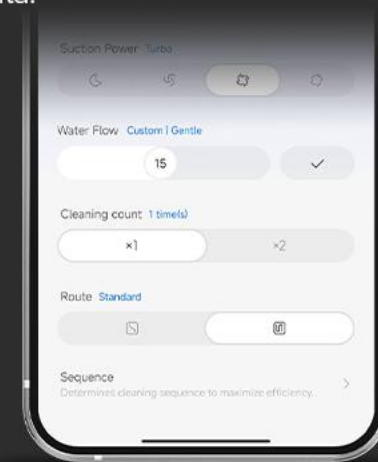 Suction Power Turbo
Water Flow Custom | Gentle
15
Cleaning count 1 time(s)
×1 ×2
Route Standard
Sequence
Determines cleaning sequence to maximize efficiency.